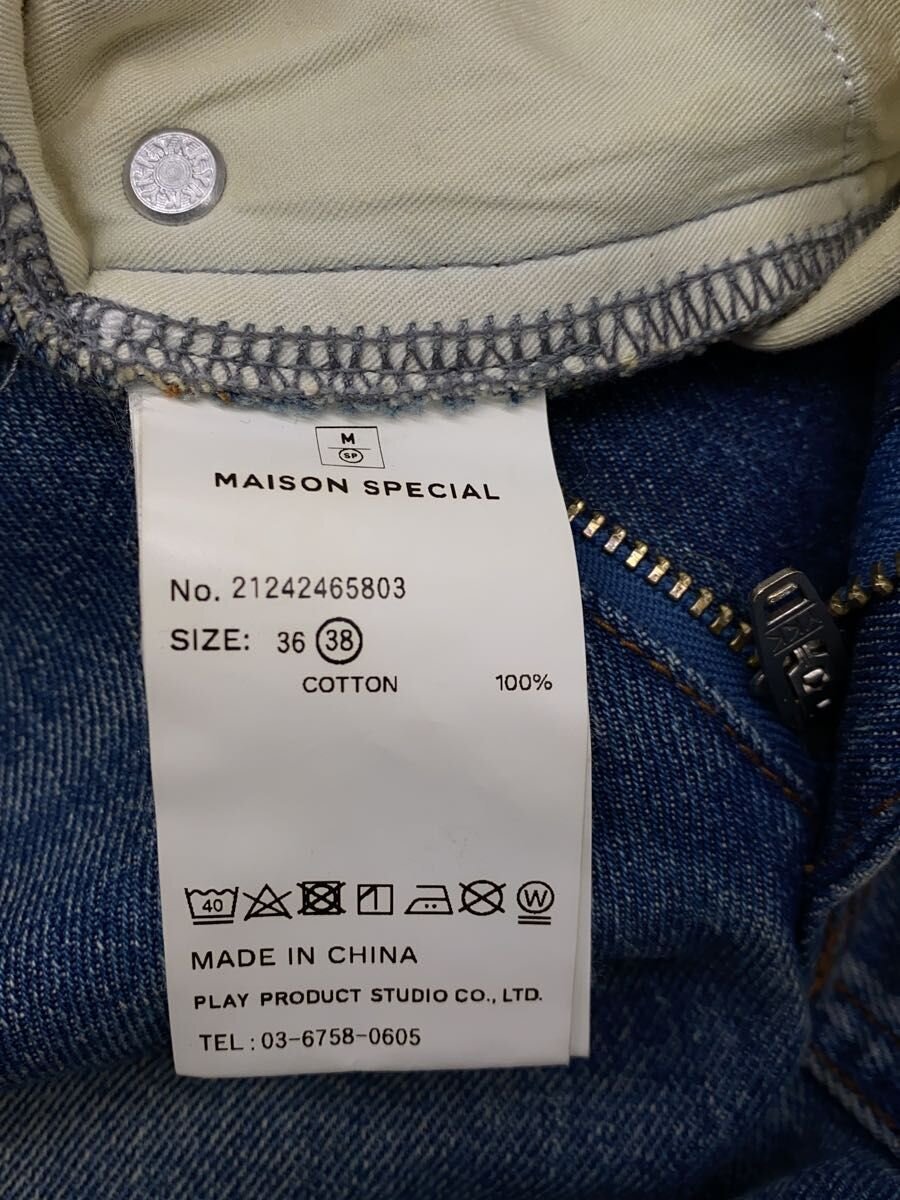 M
SP
MAISON SPECIAL
No. 21242465803
SIZE: 36 38
COTTON 100%
40 W
MADE IN CHINA
PLAY PRODUCT STUDIO CO., LTD.
TEL : 03-6758-0605